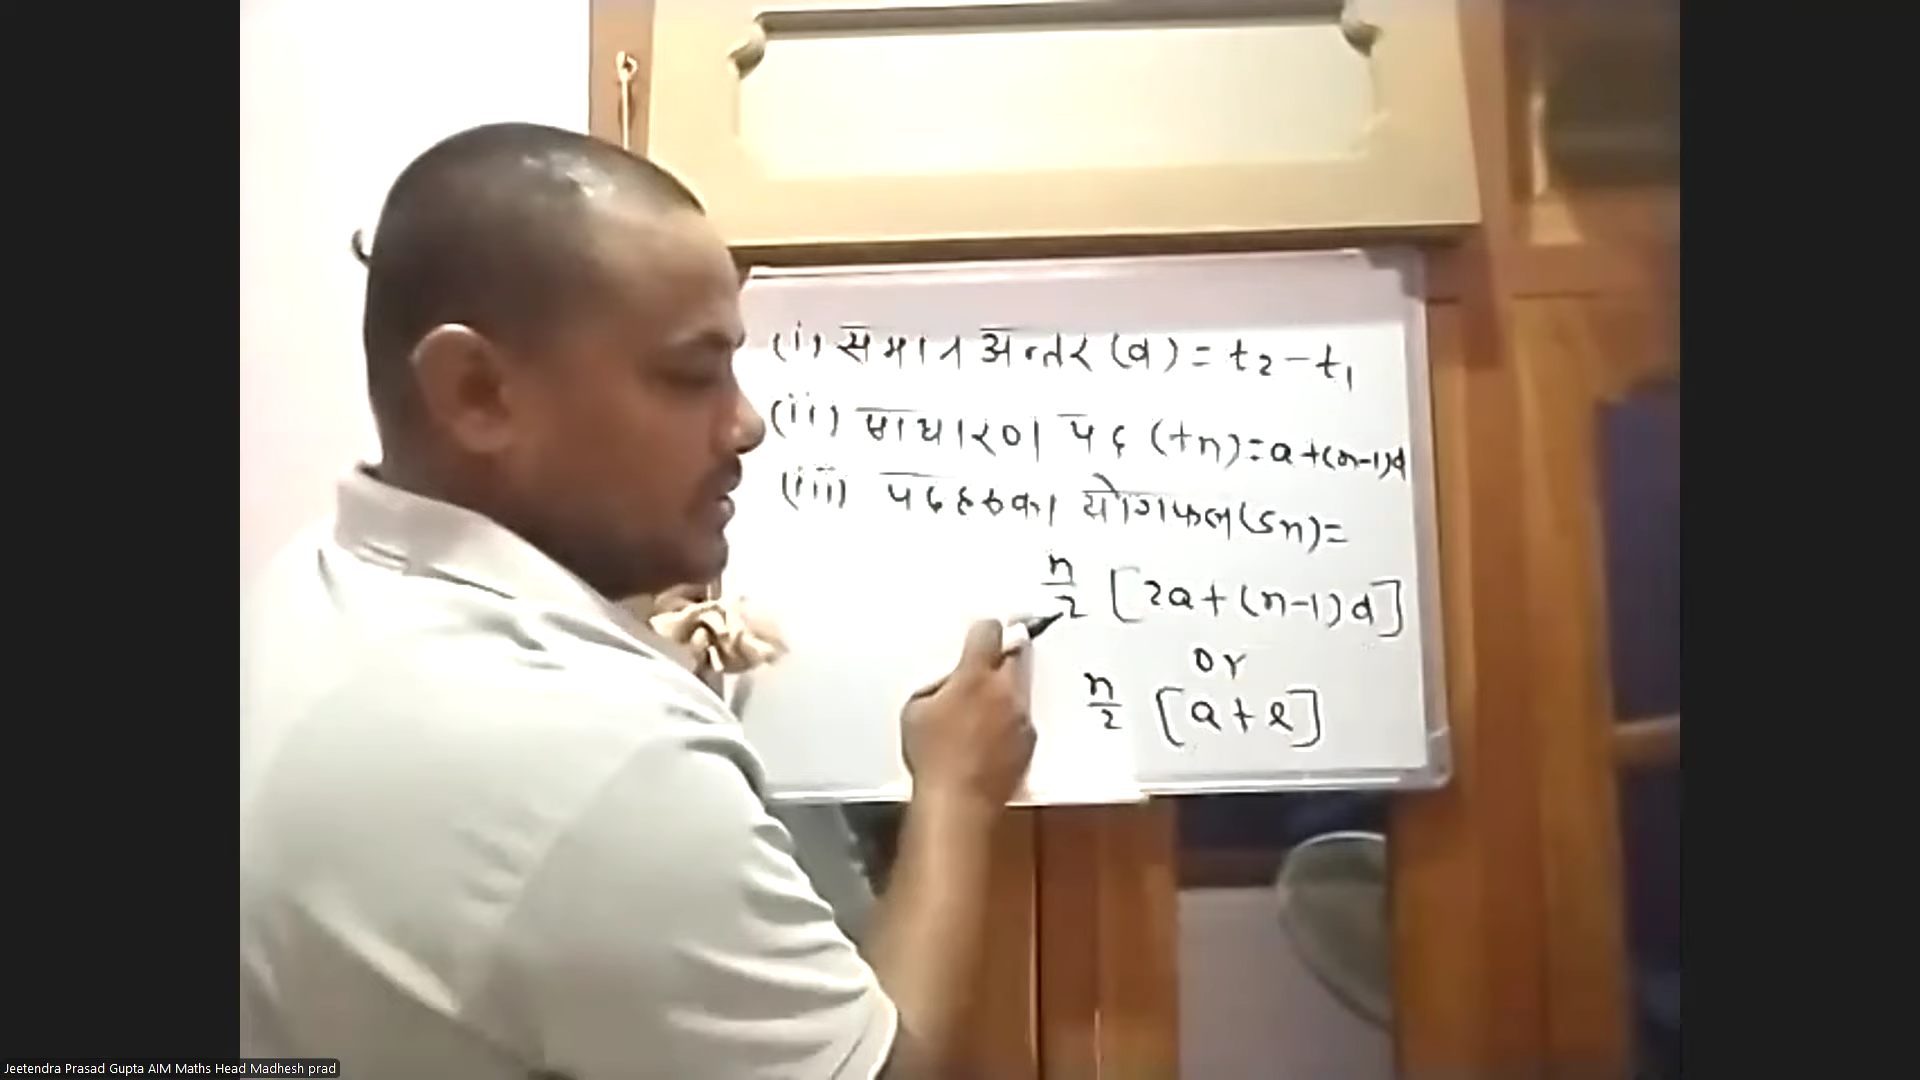 (i) समान अन्तर (d) = t₂ - t₁
(ii) साधारण पद (tn) = a + (n-1)d
(iii) पदहरुको योगफल (Sn) =
n/2 [2a + (n-1)d]
or
n/2 [a + l]
Jeetendra Prasad Gupta AIM Maths Head Madhesh prad